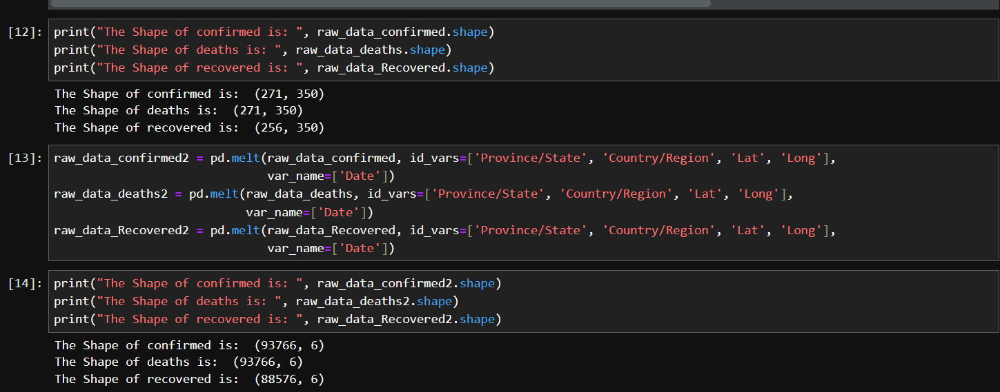 [12]: print("The Shape of confirmed is: ", raw_data_confirmed.shape)
print("The Shape of deaths is: ", raw_data_deaths.shape)
print("The Shape of recovered is: ", raw_data_Recovered.shape)
The Shape of confirmed is:  (271, 350)
The Shape of deaths is:  (271, 350)
The Shape of recovered is:  (256, 350)
[13]: raw_data_confirmed2 = pd.melt(raw_data_confirmed, id_vars=['Province/State', 'Country/Region', 'Lat', 'Long'],
var_name=['Date'])
raw_data_deaths2 = pd.melt(raw_data_deaths, id_vars=['Province/State', 'Country/Region', 'Lat', 'Long'],
var_name=['Date'])
raw_data_Recovered2 = pd.melt(raw_data_Recovered, id_vars=['Province/State', 'Country/Region', 'Lat', 'Long'],
var_name=['Date'])
[14]: print("The Shape of confirmed is: ", raw_data_confirmed2.shape)
print("The Shape of deaths is: ", raw_data_deaths2.shape)
print("The Shape of recovered is: ", raw_data_Recovered2.shape)
The Shape of confirmed is:  (93766, 6)
The Shape of deaths is:  (93766, 6)
The Shape of recovered is:  (88576, 6)